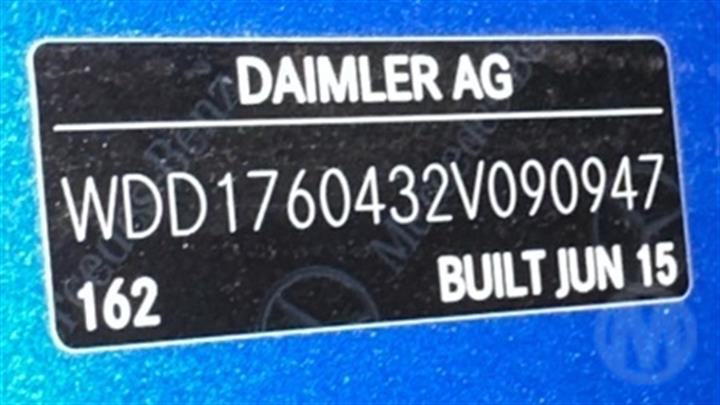 DAIMLER AG
WDD1760432V090947
162 BUILT JUN 15